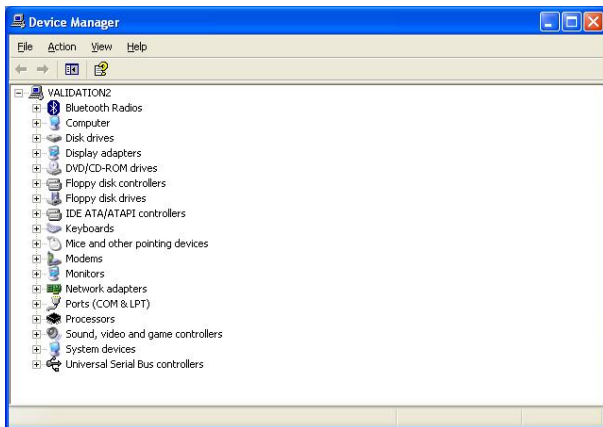 Device Manager
File Action View Help
VALIDATION2
Bluetooth Radios
Computer
Disk drives
Display adapters
DVD/CD-ROM drives
Floppy disk controllers
Floppy disk drives
IDE ATA/ATAPI controllers
Keyboards
Mice and other pointing devices
Modems
Monitors
Network adapters
Ports (COM & LPT)
Processors
Sound, video and game controllers
System devices
Universal Serial Bus controllers